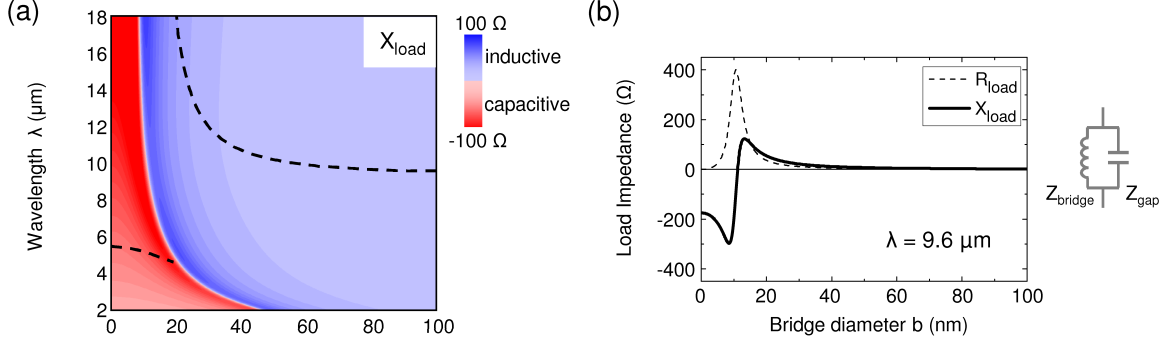 (a)
18
16
14
12
10
8
6
4
2
Wavelength λ (μm)
0 20 40 60 80 100
X_load
100 Ω
inductive
capacitive
-100 Ω
(b)
400
200
0
-200
-400
Load Impedance (Ω)
R_load
X_load
λ = 9.6 μm
0 20 40 60 80 100
Bridge diameter b (nm)
Z_bridge Z_gap